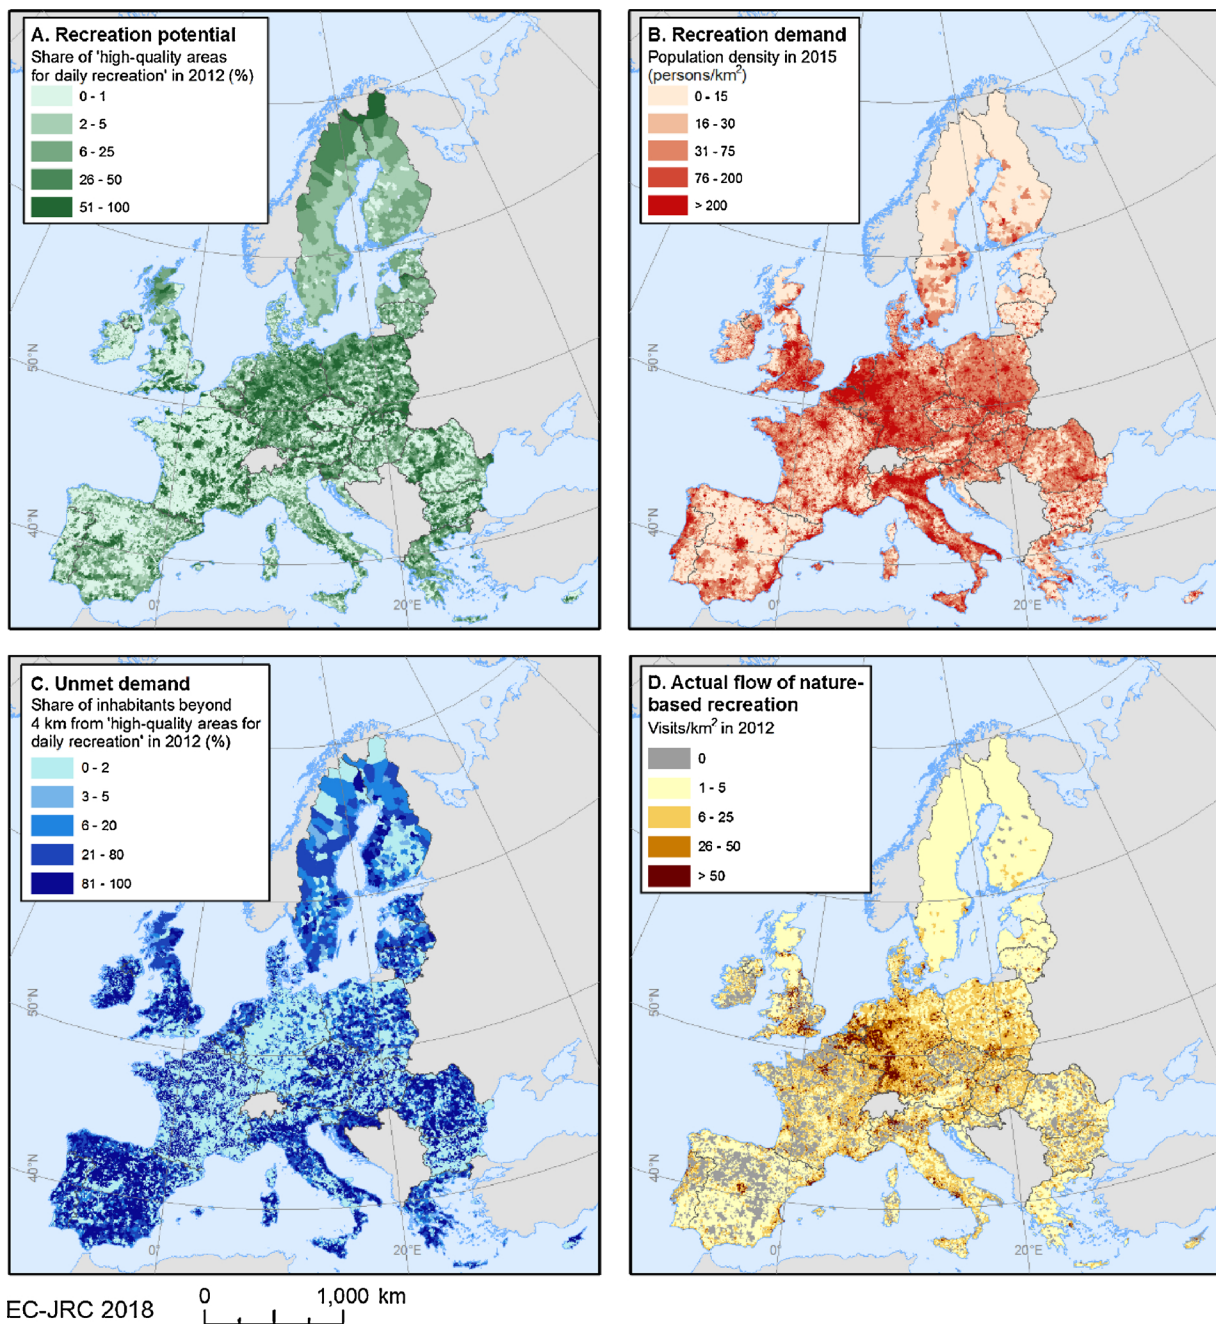 A. Recreation potential
Share of 'high-quality areas
for daily recreation' in 2012 (%)
0 - 1
2 - 5
6 - 25
26 - 50
51 - 100
50°N
40°N
0°
20°E
B. Recreation demand
Population density in 2015
(persons/km²)
0 - 15
16 - 30
31 - 75
76 - 200
> 200
50°N
40°N
0°
20°E
C. Unmet demand
Share of inhabitants beyond
4 km from 'high-quality areas for
daily recreation' in 2012 (%)
0 - 2
3 - 5
6 - 20
21 - 80
81 - 100
50°N
40°N
0°
20°E
D. Actual flow of nature-
based recreation
Visits/km² in 2012
0
1 - 5
6 - 25
26 - 50
> 50
50°N
40°N
0°
20°E
EC-JRC 2018
0 1,000 km